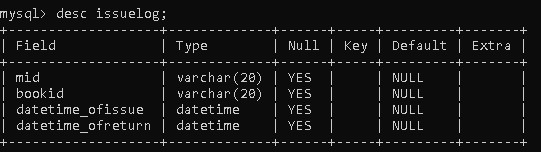 mysql> desc issuelog;
+-------------------+-------------+------+-----+---------+-------+
| Field             | Type        | Null | Key | Default | Extra |
+-------------------+-------------+------+-----+---------+-------+
| mid               | varchar(20) | YES  |     | NULL    |       |
| bookid            | varchar(20) | YES  |     | NULL    |       |
| datetime_ofissue  | datetime    | YES  |     | NULL    |       |
| datetime_ofreturn | datetime    | YES  |     | NULL    |       |
+-------------------+-------------+------+-----+---------+-------+